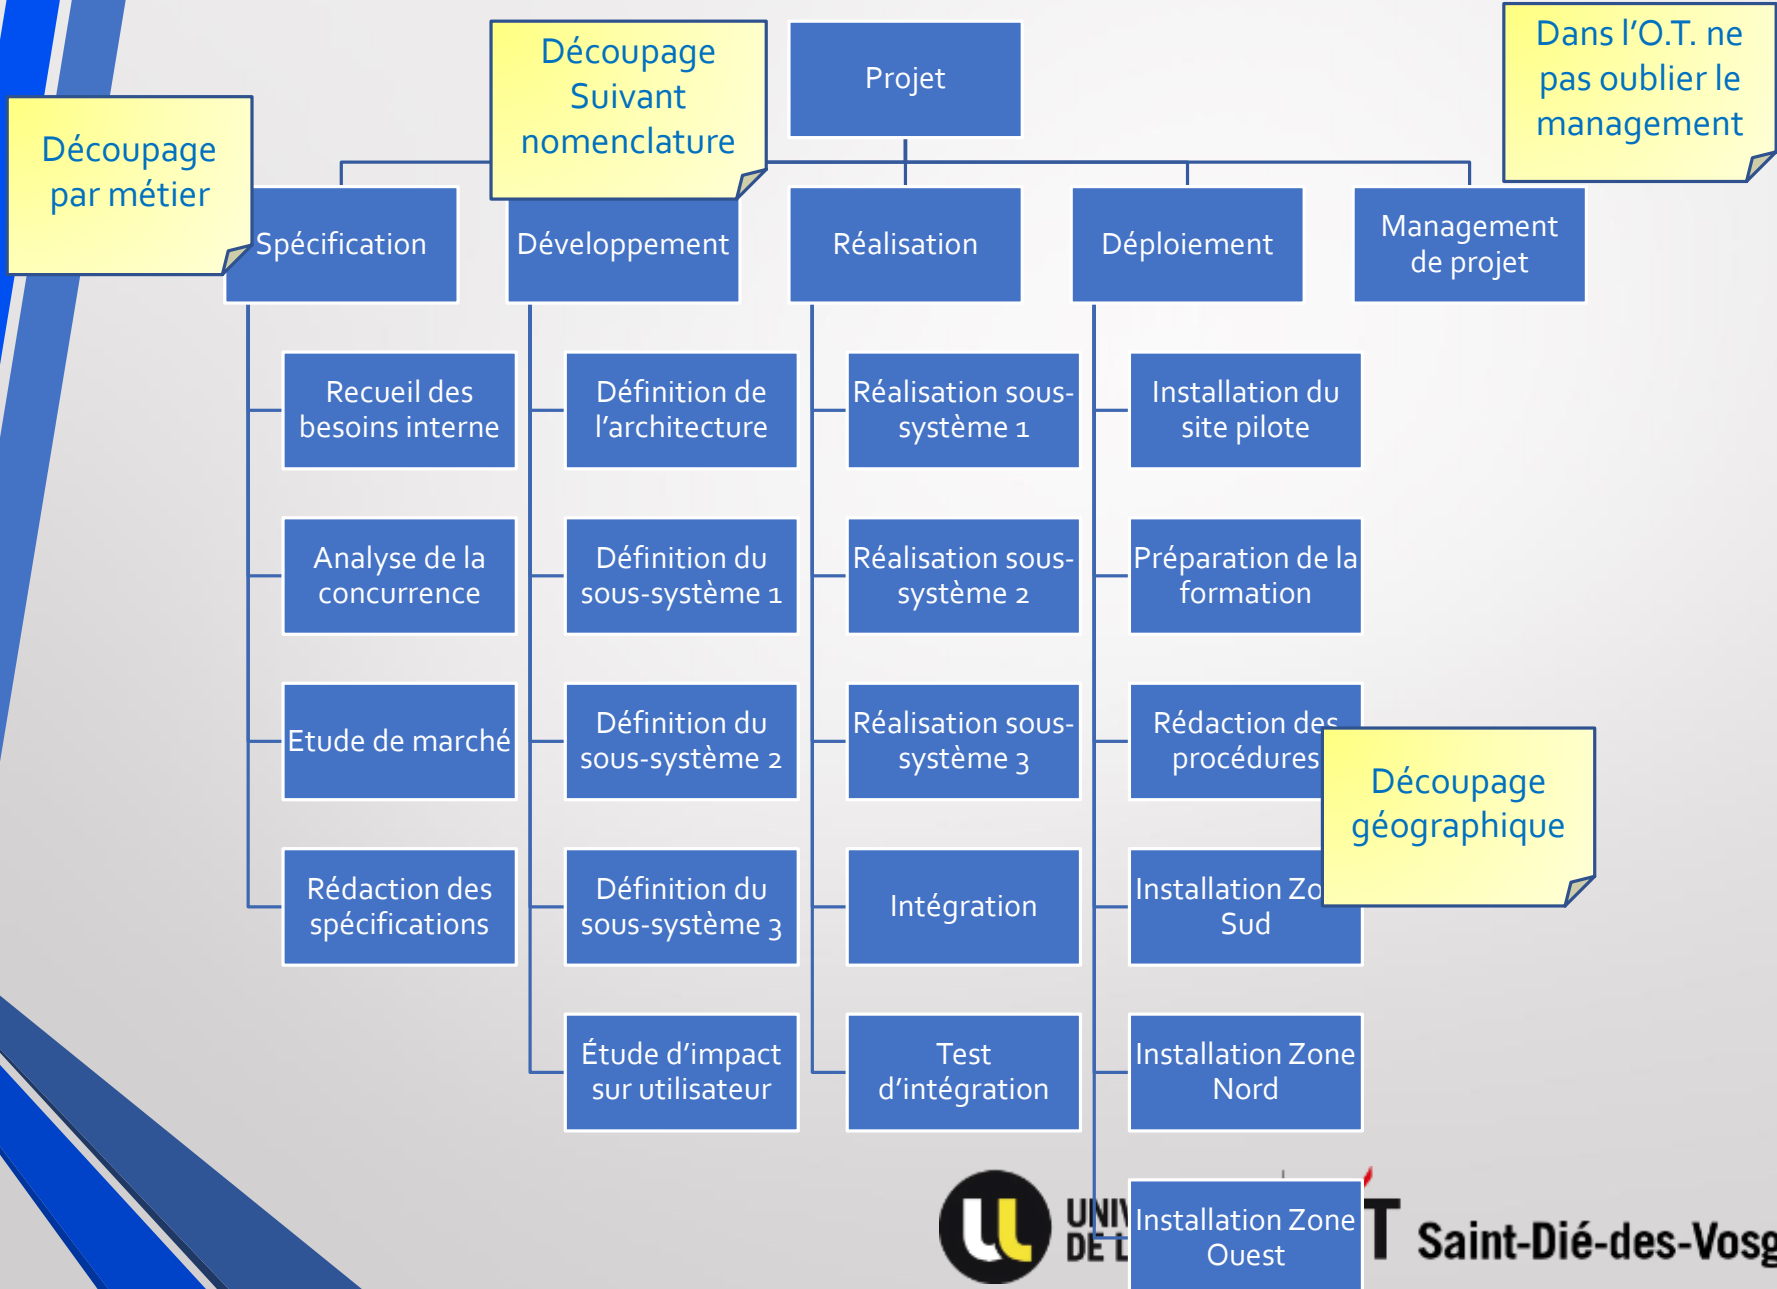 Découpage
par métier
Découpage
Suivant
nomenclature
Projet
Dans l'O.T. ne
pas oublier le
management
Spécification
Développement
Réalisation
Déploiement
Management
de projet
Recueil des
besoins interne
Analyse de la
concurrence
Etude de marché
Rédaction des
spécifications
Définition de
l'architecture
Définition du
sous-système 1
Définition du
sous-système 2
Définition du
sous-système 3
Étude d'impact
sur utilisateur
Réalisation sous-
système 1
Réalisation sous-
système 2
Réalisation sous-
système 3
Intégration
Test
d'intégration
Installation du
site pilote
Préparation de la
formation
Rédaction des
procédures
Découpage
géographique
Installation
Sud
Installation Zone
Nord
Installation Zone
Ouest
DE
Saint-Dié-des-Vosg